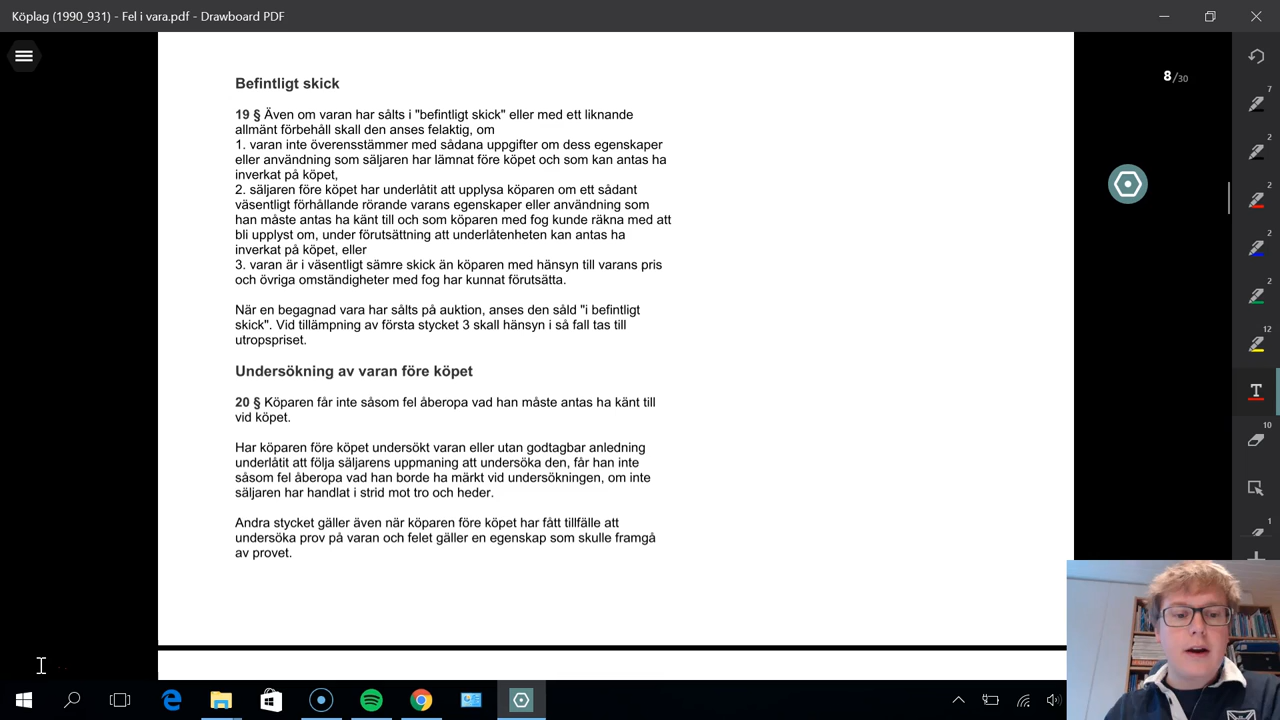 Köplag (1990_931) - Fel i vara.pdf - Drawboard PDF
8/30
Befintligt skick
19 § Även om varan har sålts i "befintligt skick" eller med ett liknande
allmänt förbehåll skall den anses felaktig, om
1. varan inte överensstämmer med sådana uppgifter om dess egenskaper
eller användning som säljaren har lämnat före köpet och som kan antas ha
inverkat på köpet,
2. säljaren före köpet har underlåtit att upplysa köparen om ett sådant
väsentligt förhållande rörande varans egenskaper eller användning som
han måste antas ha känt till och som köparen med fog kunde räkna med att
bli upplyst om, under förutsättning att underlåtenheten kan antas ha
inverkat på köpet, eller
3. varan är i väsentligt sämre skick än köparen med hänsyn till varans pris
och övriga omständigheter med fog har kunnat förutsätta.
När en begagnad vara har sålts på auktion, anses den såld "i befintligt
skick". Vid tillämpning av första stycket 3 skall hänsyn i så fall tas till
utropspriset.
Undersökning av varan före köpet
20 § Köparen får inte såsom fel åberopa vad han måste antas ha känt till
vid köpet.
Har köparen före köpet undersökt varan eller utan godtagbar anledning
underlåtit att följa säljarens uppmaning att undersöka den, får han inte
såsom fel åberopa vad han borde ha märkt vid undersökningen, om inte
säljaren har handlat i strid mot tro och heder.
Andra stycket gäller även när köparen före köpet har fått tillfälle att
undersöka prov på varan och felet gäller en egenskap som skulle framgå
av provet.
7
2
2
2
2
12
T
10
1